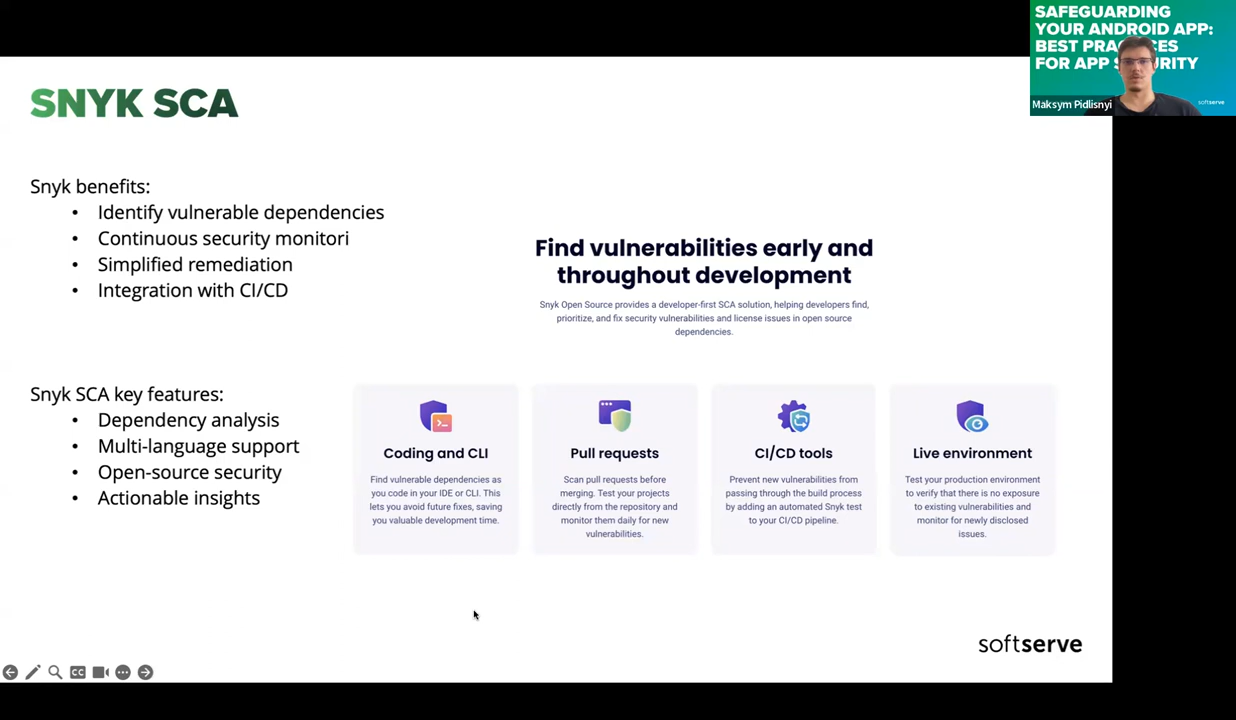 SAFEGUARDING
YOUR ANDROID APP:
BEST PRA CES
FOR APP S RITY
Maksym Pidlisnyi
softserve
SNYK SCA
Snyk benefits:
• Identify vulnerable dependencies
• Continuous security monitori
• Simplified remediation
• Integration with CI/CD
Snyk SCA key features:
• Dependency analysis
• Multi-language support
• Open-source security
• Actionable insights
Find vulnerabilities early and
throughout development
Snyk Open Source provides a developer-first SCA solution, helping developers find,
prioritize, and fix security vulnerabilities and license issues in open source
dependencies.
Coding and CLI
Find vulnerable dependencies as
you code in your IDE or CLI. This
lets you avoid future fixes, saving
you valuable development time.
Pull requests
Scan pull requests before
merging. Test your projects
directly from the repository and
monitor them daily for new
vulnerabilities.
CI/CD tools
Prevent new vulnerabilities from
passing through the build process
by adding an automated Snyk test
to your CI/CD pipeline.
Live environment
Test your production environment
to verify that there is no exposure
to existing vulnerabilities and
monitor for newly disclosed
issues.
softserve
CC